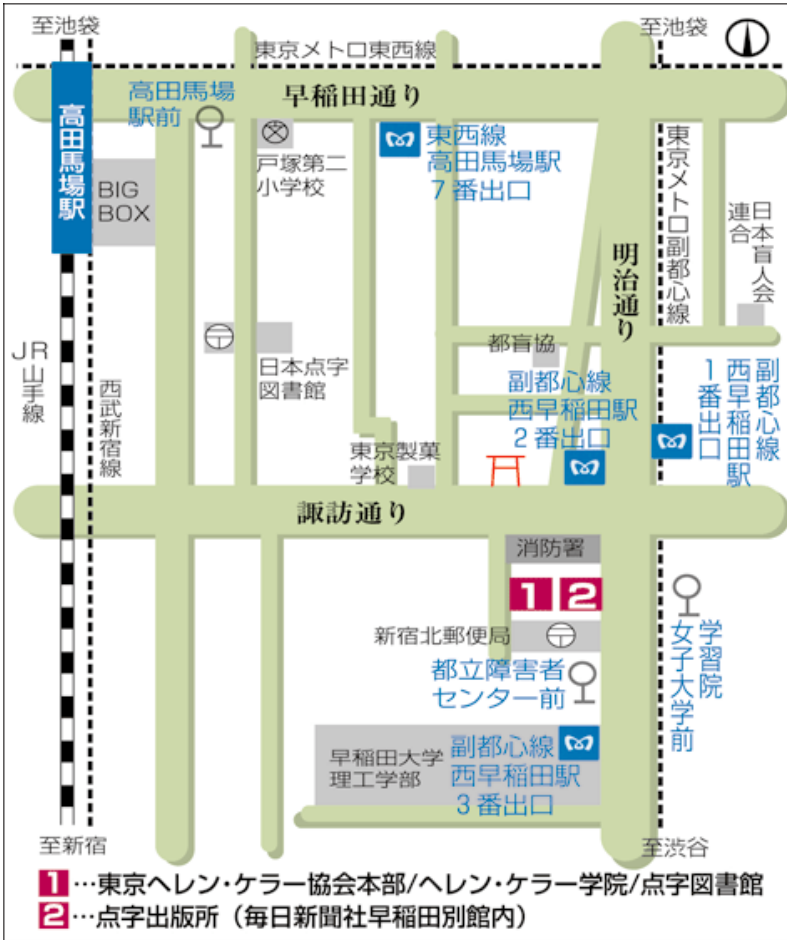 至池袋
至池袋
東京メトロ東西線
早稲田通り
高田馬場
駅前
高田馬場駅
BIG
BOX
戸塚第二
小学校
東西線
高田馬場駅
7番出口
東京メトロ副都心線
日本盲人会
連合
明治通り
JR山手線
西武新宿線
日本点字
図書館
都盲協
副都心線
西早稲田駅
2番出口
副都心線
西早稲田駅
1番出口
東京製菓
学校
諏訪通り
消防署
1
2
新宿北郵便局
都立障害者
センター前
学習院
女子大学前
早稲田大学
理工学部
副都心線
西早稲田駅
3番出口
至新宿
至渋谷
1…東京ヘレン・ケラー協会本部/ヘレン・ケラー学院/点字図書館
2…点字出版所（毎日新聞社早稲田別館内）